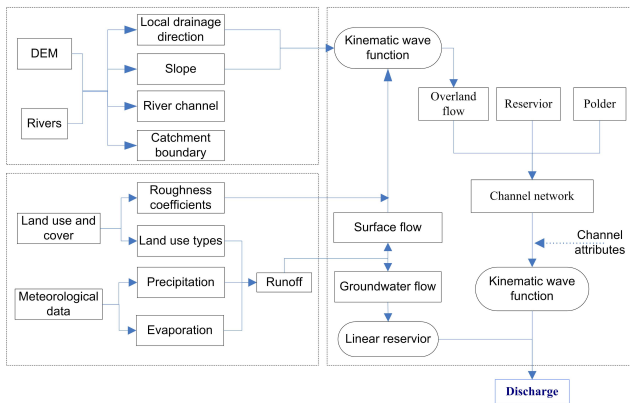 DEM
Rivers
Local drainage
direction
Slope
River channel
Catchment
boundary
Land use and
cover
Meteorological
data
Roughness
coefficients
Land use types
Precipitation
Evaporation
Runoff
Kinematic wave
function
Surface flow
Groundwater flow
Linear reservior
Overland
flow
Reservior
Polder
Channel network
Channel
attributes
Kinematic wave
function
Discharge